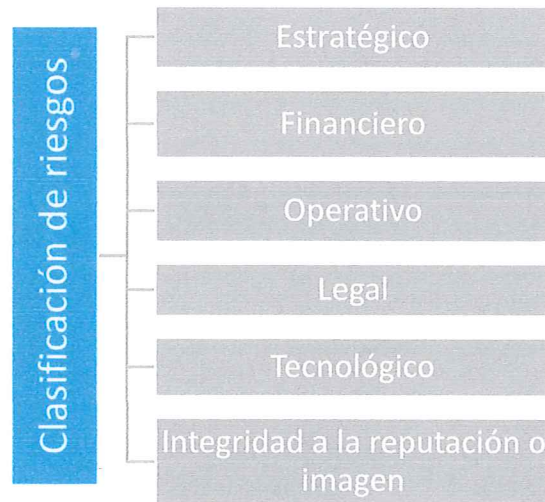 Clasificación de riesgos
Estratégico
Financiero
Operativo
Legal
Tecnológico
Integridad a la reputación o
imagen